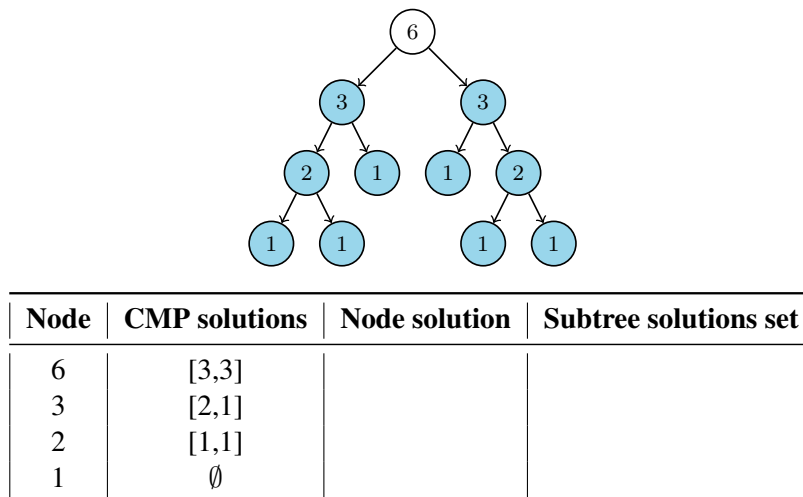 6
3 3
2 1 1 2
1 1 1 1
Node CMP solutions Node solution Subtree solutions set
6 [3,3]
3 [2,1]
2 [1,1]
1 ∅